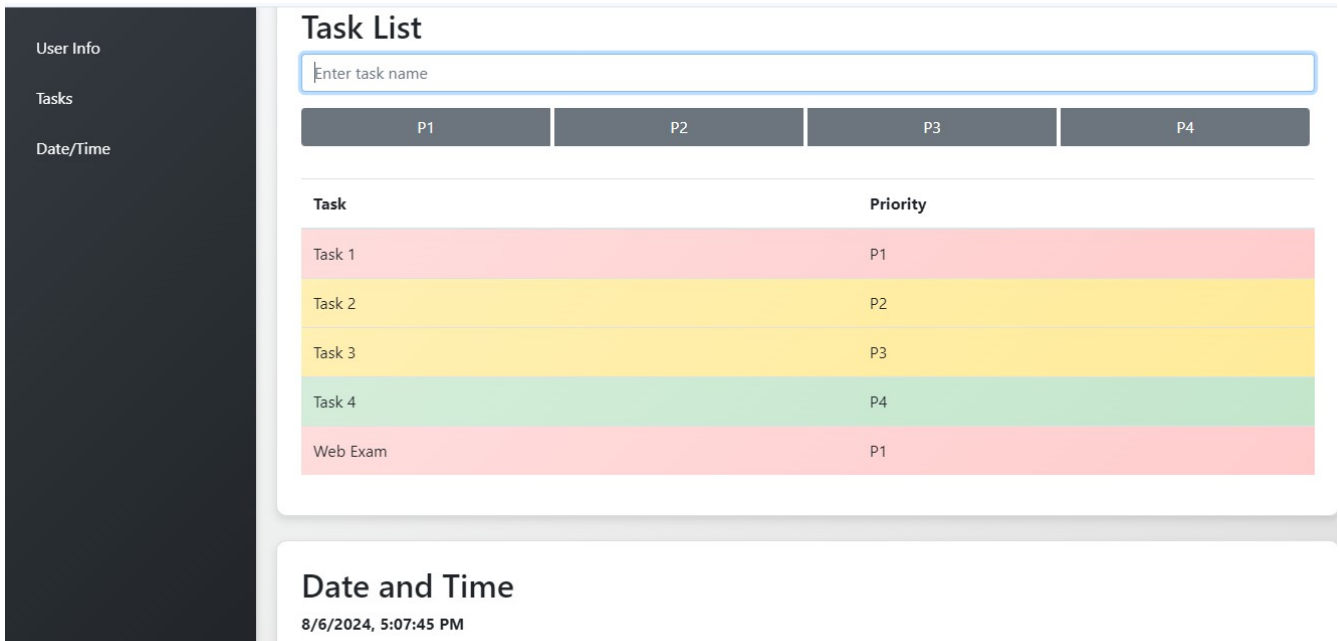 User Info
Tasks
Date/Time
Task List
Enter task name
P1 P2 P3 P4
Task Priority
Task 1 P1
Task 2 P2
Task 3 P3
Task 4 P4
Web Exam P1
Date and Time
8/6/2024, 5:07:45 PM